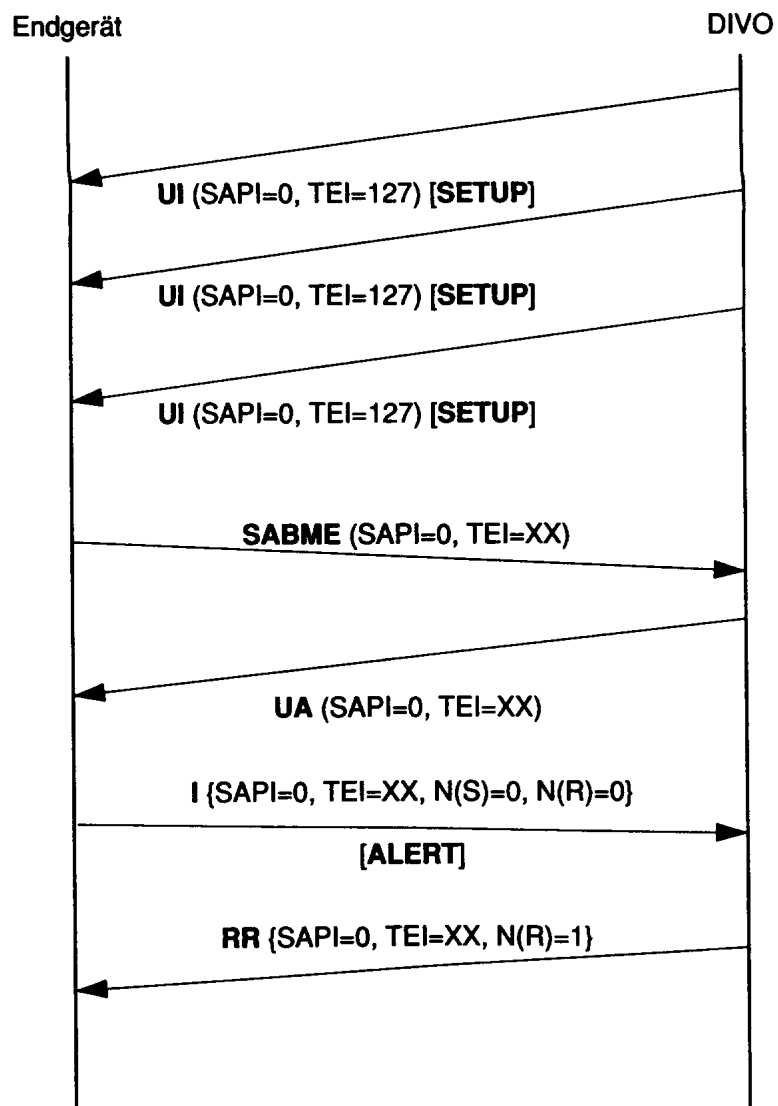 Endgerät DIVO
UI (SAPI=0, TEI=127) [SETUP]
UI (SAPI=0, TEI=127) [SETUP]
UI (SAPI=0, TEI=127) [SETUP]
SABME (SAPI=0, TEI=XX)
UA (SAPI=0, TEI=XX)
I {SAPI=0, TEI=XX, N(S)=0, N(R)=0}
[ALERT]
RR {SAPI=0, TEI=XX, N(R)=1}